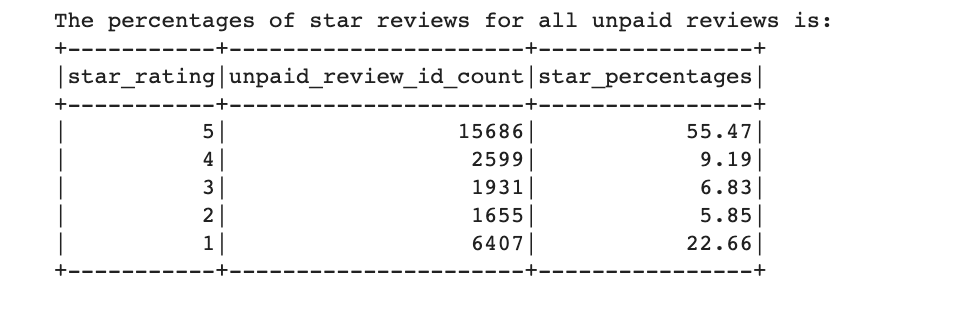 The percentages of star reviews for all unpaid reviews is:
+-----------+----------------------+----------------+
|star_rating|unpaid_review_id_count|star_percentages|
+-----------+----------------------+----------------+
|          5|                 15686|           55.47|
|          4|                  2599|            9.19|
|          3|                  1931|            6.83|
|          2|                  1655|            5.85|
|          1|                  6407|           22.66|
+-----------+----------------------+----------------+